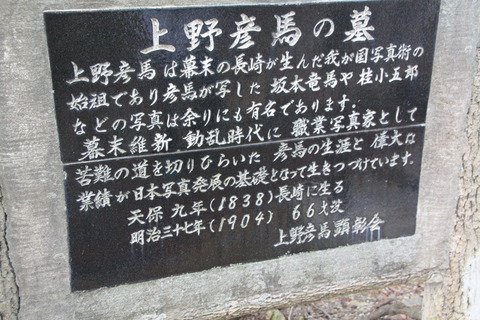 上野彦馬の墓
上野彦馬は幕末の長崎が生んだ我が国写真術の
始祖であり彦馬が写した 坂本竜馬や桂小五郎
などの写真は余りにも有名であります.
幕末維新 動乱時代に 職業写真家として
苦難の道を切りひらいた 彦馬の生涯と 偉大な
業績が日本写真発展の基礎となって生きつづけています.
天保 九年(1838)長崎に生る
明治三十七年(1904) 66才没
上野彦馬顕彰会